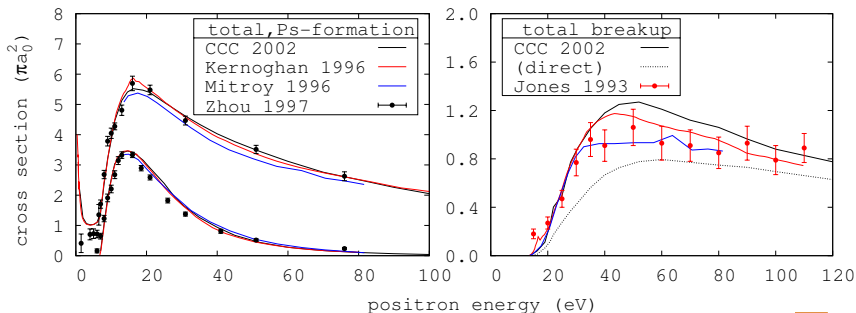 total,Ps-formation
CCC 2002
Kernoghan 1996
Mitroy 1996
Zhou 1997
cross section (πa₀²)
8
7
6
5
4
3
2
1
0
0 20 40 60 80 100
total breakup
CCC 2002
(direct)
Jones 1993
2.0
1.6
1.2
0.8
0.4
0.0
0 20 40 60 80 100 120
positron energy (eV)